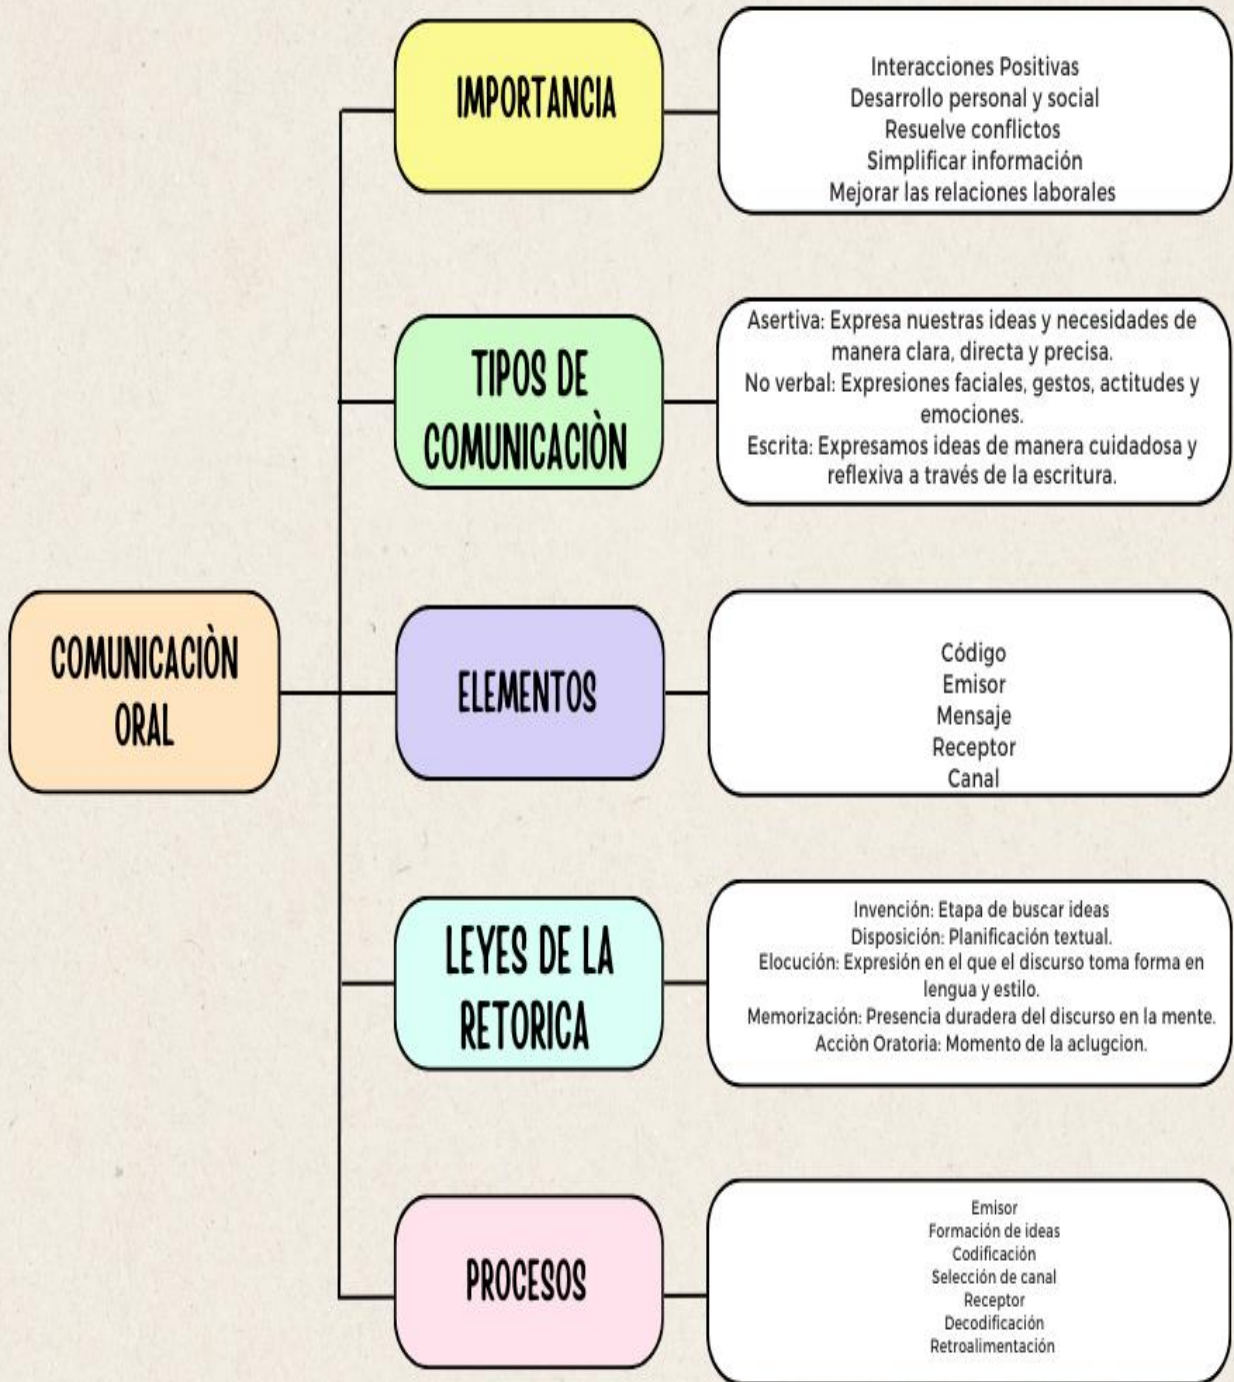 IMPORTANCIA
Interacciones Positivas
Desarrollo personal y social
Resuelve conflictos
Simplificar información
Mejorar las relaciones laborales
TIPOS DE
COMUNICACIÒN
Asertiva: Expresa nuestras ideas y necesidades de
manera clara, directa y precisa.
No verbal: Expresiones faciales, gestos, actitudes y
emociones.
Escrita: Expresamos ideas de manera cuidadosa y
reflexiva a través de la escritura.
COMUNICACIÒN
ORAL
ELEMENTOS
Código
Emisor
Mensaje
Receptor
Canal
LEYES DE LA
RETORICA
Invención: Etapa de buscar ideas
Disposición: Planificación textual.
Elocución: Expresión en el que el discurso toma forma en
lengua y estilo.
Memorización: Presencia duradera del discurso en la mente.
Acciòn Oratoria: Momento de la aclugcion.
PROCESOS
Emisor
Formación de ideas
Codificación
Selección de canal
Receptor
Decodificación
Retroalimentación